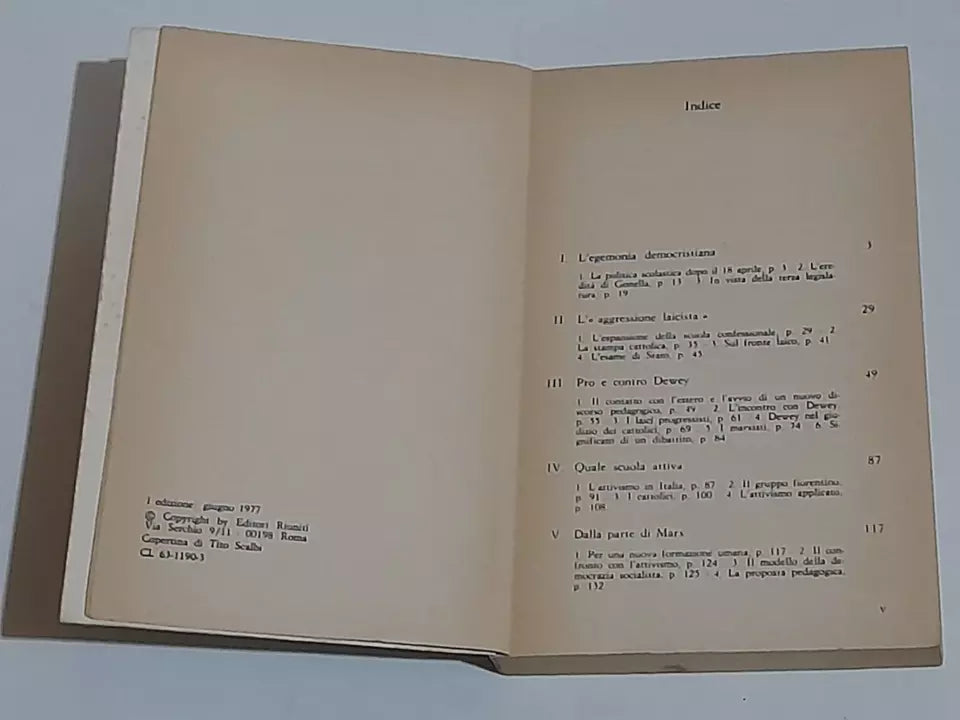 I edizione giugno 1977
© Copyright by Editori Riuniti
Via Serchio 9/11 - 00198 Roma
Copertina di Tito Scalbi
CL 63-1190-3
Indice
I L'egemonia democristiana 3
1 La politica scolastica dopo il 18 aprile, p 3 2 L'ere-
dità di Gonella, p 13 3 In vista della terza legisla-
tura p 19
II L'« aggressione laicista » 29
1 L'espansione della scuola confessionale, p. 29 - 2
La stampa cattolica, p 35 - 3 Sul fronte laico, p. 41
4 L'esame di Stato, p 45
III Pro e contro Dewey 49
1 Il contatto con l'estero e l'avvio di un nuovo di-
scorso pedagogico, p 49 - 2 L'incontro con Dewey
p 55 - 3 I laici progressisti, p 61 - 4 Dewey nel giu-
dizio dei cattolici, p 69 - 5 I marxisti, p 74 - 6 Si
gnificato di un dibattito, p 84
IV Quale scuola attiva 87
1 L'attivismo in Italia, p. 87 2 Il gruppo fiorentino,
p 91 - 3 I cattolici, p. 100 - 4 L'attivismo applicato,
p 108
V Dalla parte di Marx 117
1 Per una nuova formazione umana, p. 117 - 2 Il con-
fronto con l'attivismo, p. 124 - 3 Il modello della de-
mocrazia socialista, p 125 - 4 La proposta pedagogica,
p 132
V